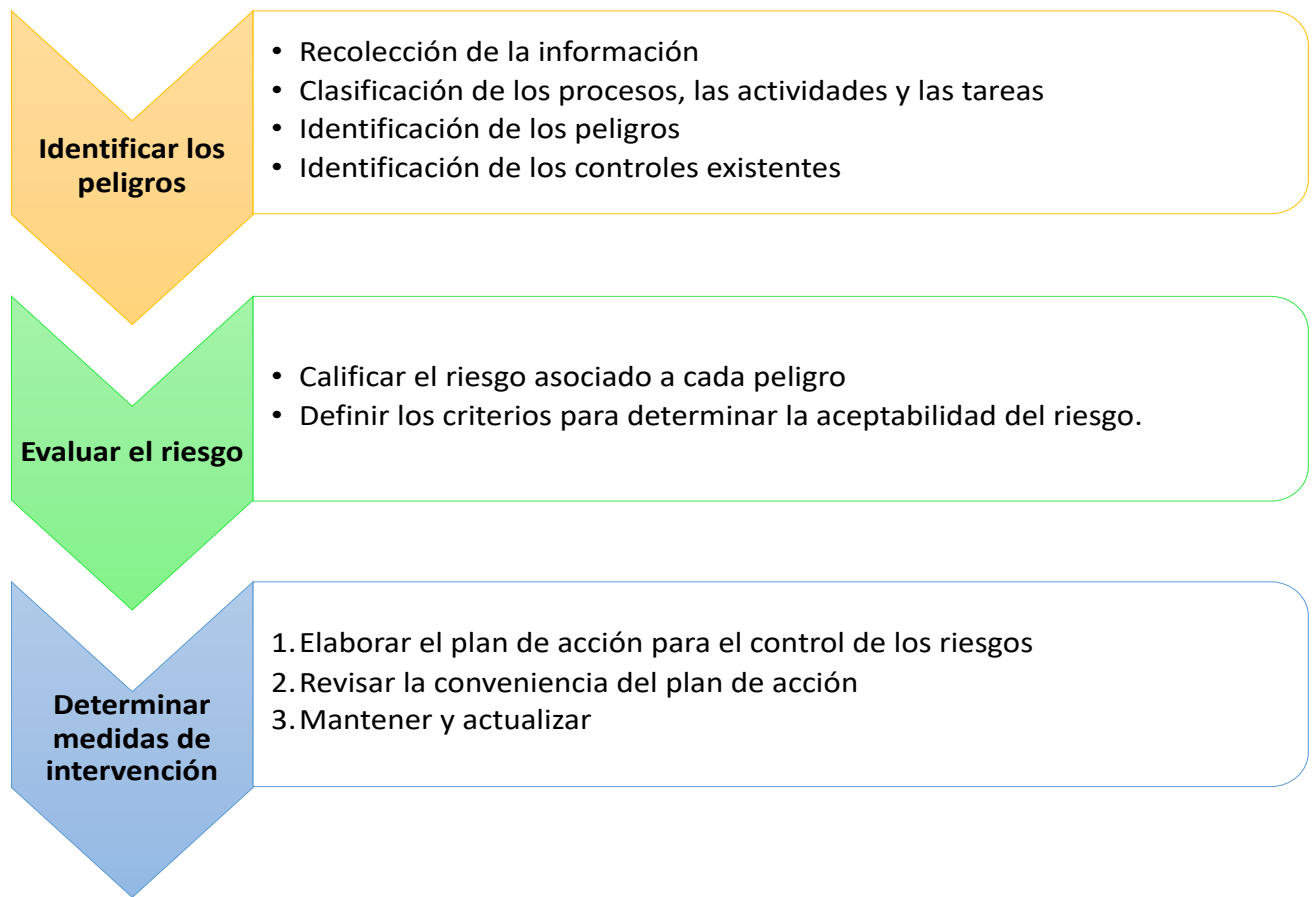 Identificar los
peligros
• Recolección de la información
• Clasificación de los procesos, las actividades y las tareas
• Identificación de los peligros
• Identificación de los controles existentes
Evaluar el riesgo
• Calificar el riesgo asociado a cada peligro
• Definir los criterios para determinar la aceptabilidad del riesgo.
Determinar
medidas de
intervención
1. Elaborar el plan de acción para el control de los riesgos
2. Revisar la conveniencia del plan de acción
3. Mantener y actualizar